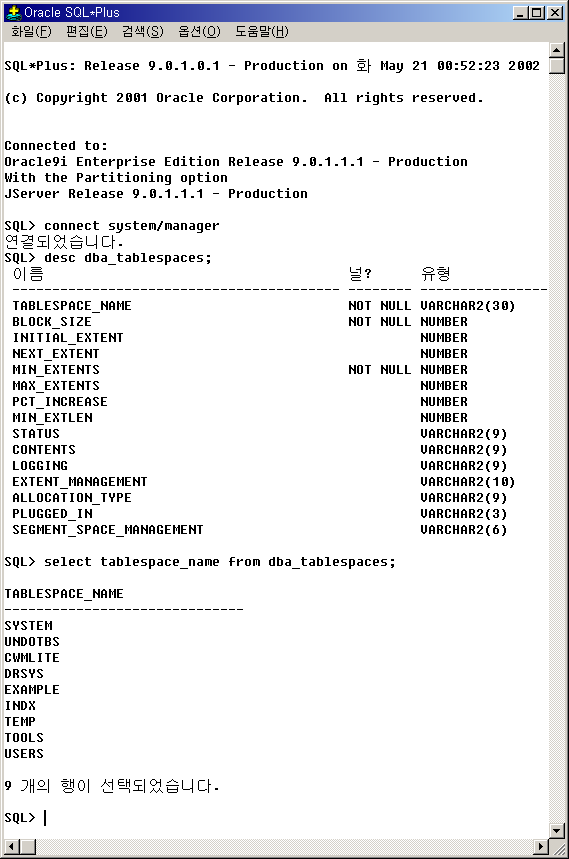 Oracle SQL*Plus
화일(F) 편집(E) 검색(S) 옵션(O) 도움말(H)
SQL*Plus: Release 9.0.1.0.1 - Production on 화 May 21 00:52:23 2002
(c) Copyright 2001 Oracle Corporation.  All rights reserved.
Connected to:
Oracle9i Enterprise Edition Release 9.0.1.1.1 - Production
With the Partitioning option
JServer Release 9.0.1.1.1 - Production
SQL> connect system/manager
연결되었습니다.
SQL> desc dba_tablespaces;
이름 널? 유형
----------------------------------------- -------- ----------------
TABLESPACE_NAME NOT NULL VARCHAR2(30)
BLOCK_SIZE NOT NULL NUMBER
INITIAL_EXTENT NUMBER
NEXT_EXTENT NUMBER
MIN_EXTENTS NOT NULL NUMBER
MAX_EXTENTS NUMBER
PCT_INCREASE NUMBER
MIN_EXTLEN NUMBER
STATUS VARCHAR2(9)
CONTENTS VARCHAR2(9)
LOGGING VARCHAR2(9)
EXTENT_MANAGEMENT VARCHAR2(10)
ALLOCATION_TYPE VARCHAR2(9)
PLUGGED_IN VARCHAR2(3)
SEGMENT_SPACE_MANAGEMENT VARCHAR2(6)
SQL> select tablespace_name from dba_tablespaces;
TABLESPACE_NAME
------------------------------
SYSTEM
UNDOTBS
CWMLITE
DRSYS
EXAMPLE
INDX
TEMP
TOOLS
USERS
9 개의 행이 선택되었습니다.
SQL>